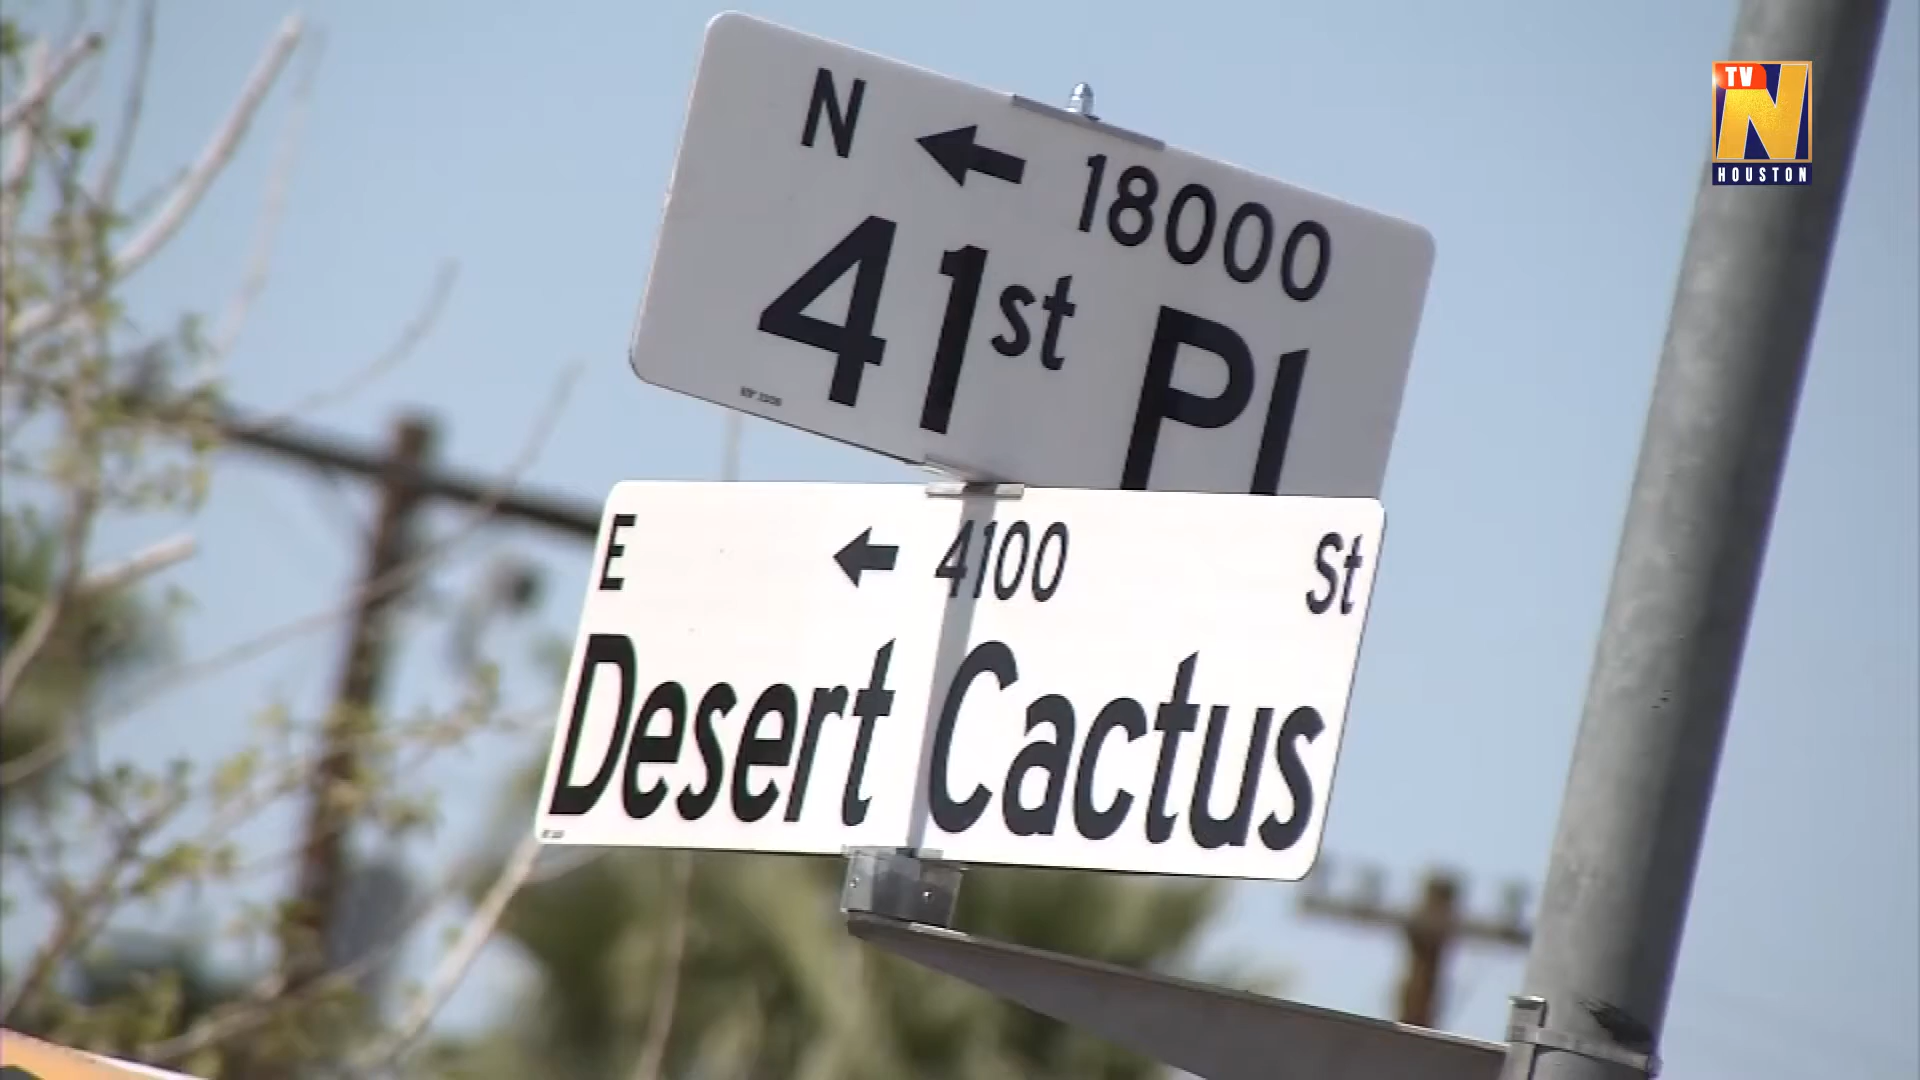 N ← 18000
41st Pl
E ← 4100 St
Desert Cactus
TV N
HOUSTON